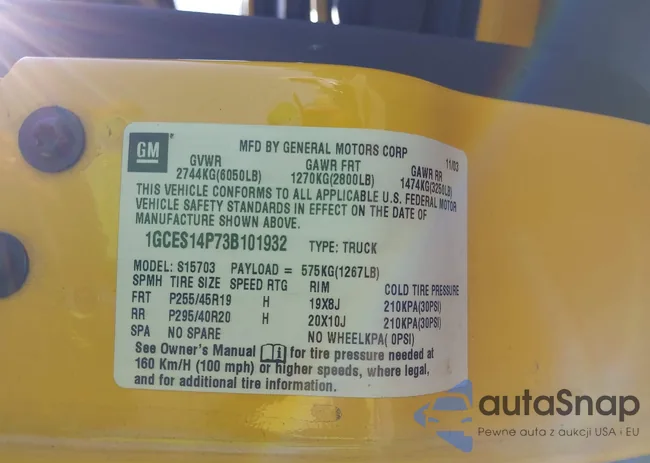 GM
MFD BY GENERAL MOTORS CORP 11/03
GVWR GAWR FRT GAWR RR
2744KG(6050LB) 1270KG(2800LB) 1474KG(3250LB)
THIS VEHICLE CONFORMS TO ALL APPLICABLE U.S. FEDERAL MOTOR
VEHICLE SAFETY STANDARDS IN EFFECT ON THE DATE OF
MANUFACTURE SHOWN ABOVE.
1GCES14P73B101932 TYPE: TRUCK
MODEL: S15703 PAYLOAD = 575KG(1267LB)
SPMH TIRE SIZE SPEED RTG RIM COLD TIRE PRESSURE
FRT P255/45R19 H 19X8J 210KPA(30PSI)
RR P295/40R20 H 20X10J 210KPA(30PSI)
SPA NO SPARE NO WHEELKPA( 0PSI)
See Owner's Manual i for tire pressure needed at
160 Km/H (100 mph) or higher speeds, where legal,
and for additional tire information.
autaSnap
Pewne auta z aukcji USA i EU